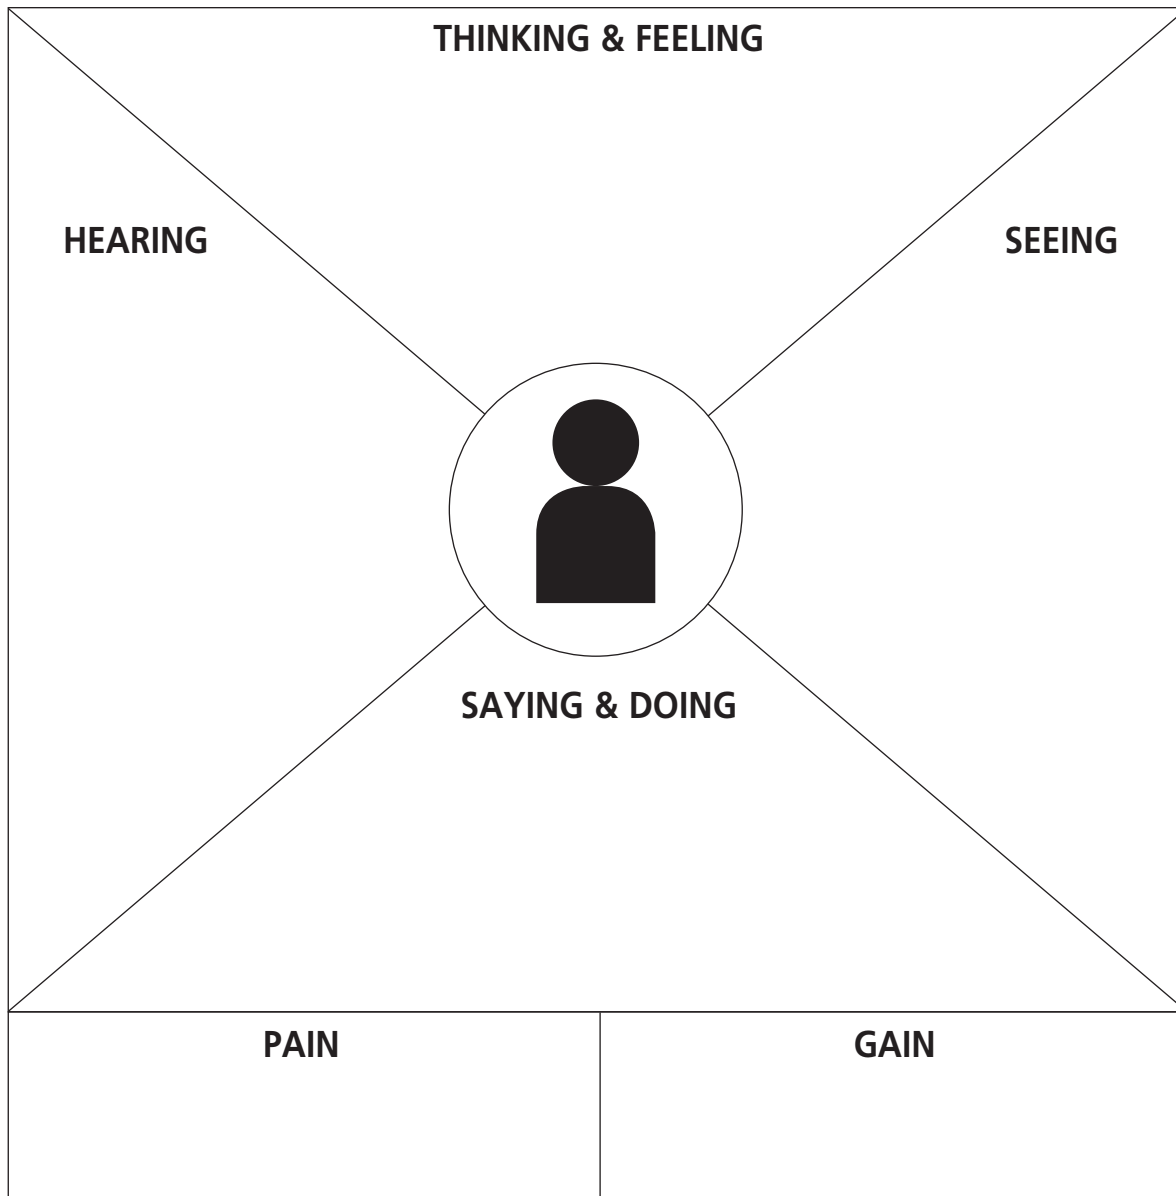 THINKING & FEELING
HEARING
SEEING
SAYING & DOING
PAIN
GAIN